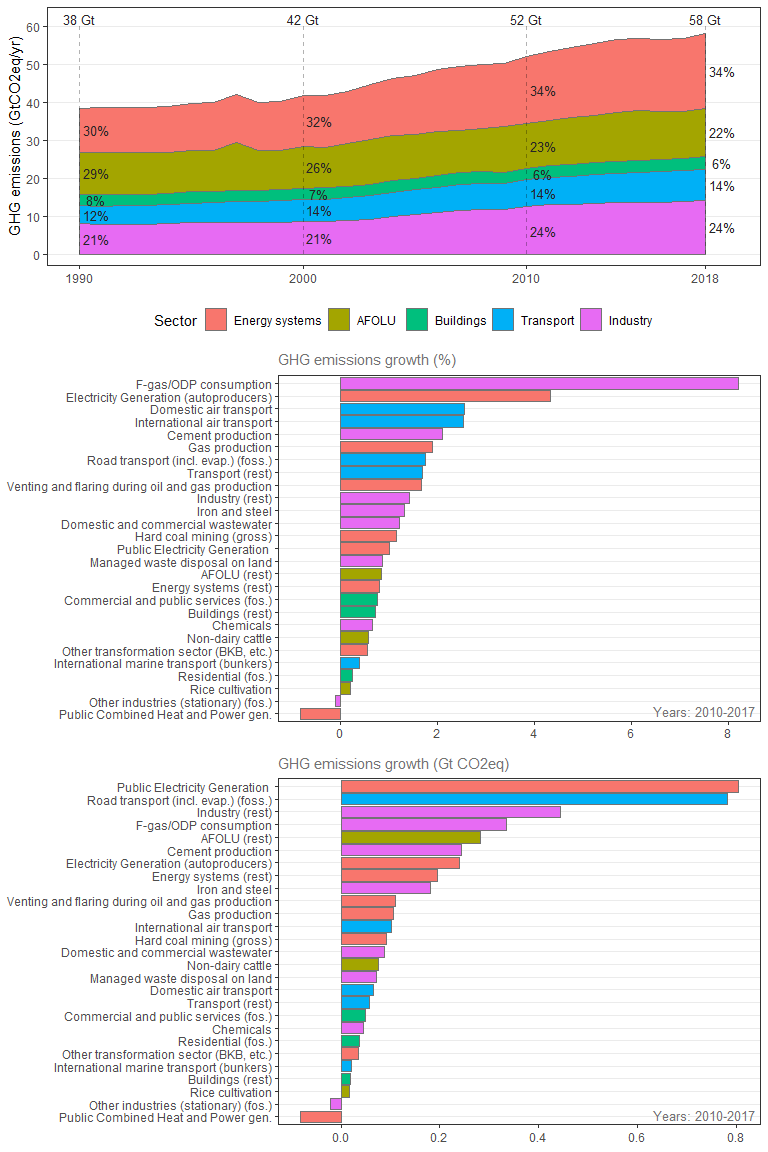 38 Gt 42 Gt 52 Gt 58 Gt
GHG emissions (GtCO2eq/yr)
60
50
40
30
20
10
0
30% 32% 34% 34%
29% 26% 23% 22%
8% 7% 6% 6%
12% 14% 14% 14%
21% 21% 24% 24%
1990 2000 2010 2018
Sector Energy systems AFOLU Buildings Transport Industry
GHG emissions growth (%)
F-gas/ODP consumption
Electricity Generation (autoproducers)
Domestic air transport
International air transport
Cement production
Gas production
Road transport (incl. evap.) (foss.)
Transport (rest)
Venting and flaring during oil and gas production
Industry (rest)
Iron and steel
Domestic and commercial wastewater
Hard coal mining (gross)
Public Electricity Generation
Managed waste disposal on land
AFOLU (rest)
Energy systems (rest)
Commercial and public services (fos.)
Buildings (rest)
Chemicals
Non-dairy cattle
Other transformation sector (BKB, etc.)
International marine transport (bunkers)
Residential (fos.)
Rice cultivation
Other industries (stationary) (fos.)
Public Combined Heat and Power gen.
Years: 2010-2017
0 2 4 6 8
GHG emissions growth (Gt CO2eq)
Public Electricity Generation
Road transport (incl. evap.) (foss.)
Industry (rest)
F-gas/ODP consumption
AFOLU (rest)
Cement production
Electricity Generation (autoproducers)
Energy systems (rest)
Iron and steel
Venting and flaring during oil and gas production
Gas production
International air transport
Hard coal mining (gross)
Domestic and commercial wastewater
Non-dairy cattle
Managed waste disposal on land
Domestic air transport
Transport (rest)
Commercial and public services (fos.)
Chemicals
Residential (fos.)
Other transformation sector (BKB, etc.)
International marine transport (bunkers)
Buildings (rest)
Rice cultivation
Other industries (stationary) (fos.)
Public Combined Heat and Power gen.
Years: 2010-2017
0.0 0.2 0.4 0.6 0.8